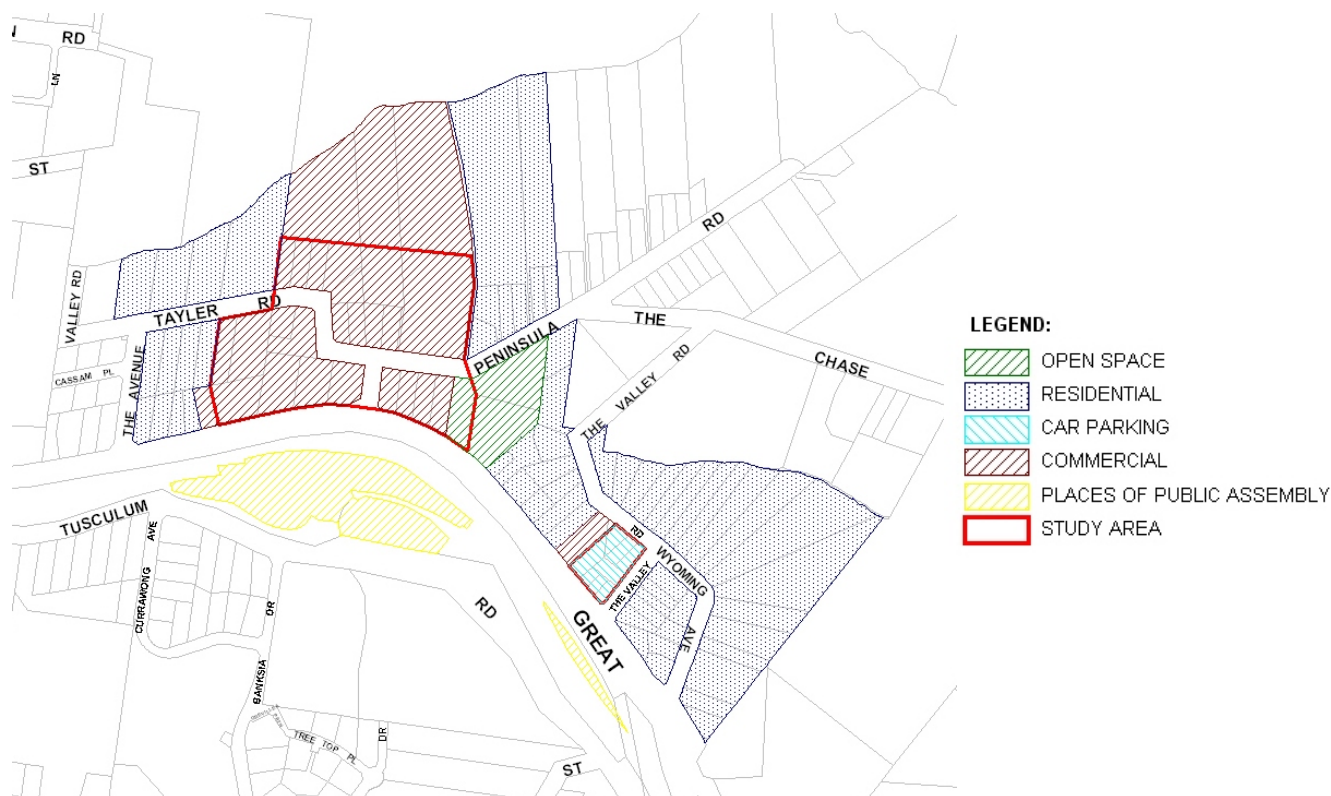 N RD
LN
ST
RD
VALLEY RD
TAYLER RD
PENINSULA
THE
CHASE
CASSAM PL
THE AVENUE
THE VALLEY RD
TUSCULUM
CURRAWONG AVE
BANKSIA DR
RD
RD
WYOMING
THE VALLEY
AVE
GREAT
TREE TOP PL
DR
ST
LEGEND:
OPEN SPACE
RESIDENTIAL
CAR PARKING
COMMERCIAL
PLACES OF PUBLIC ASSEMBLY
STUDY AREA